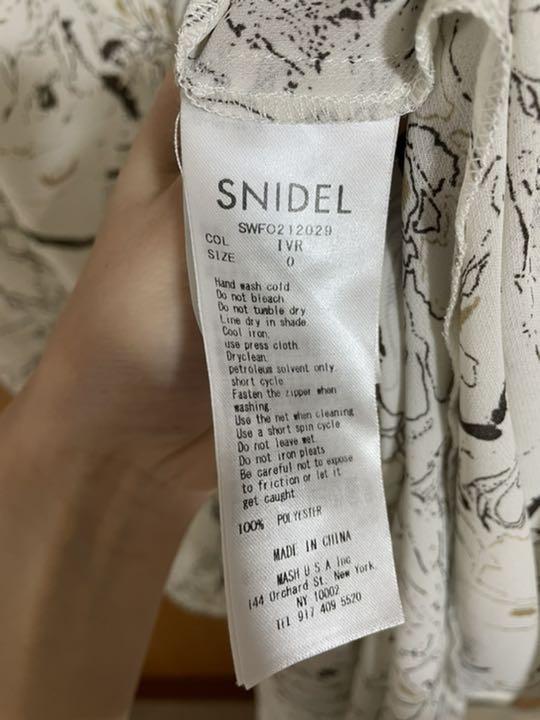 SNIDEL
SWFO212029
COL IVR
SIZE 0
Hand wash cold
Do not bleach
Do not tumble dry
Line dry in shade
Cool iron,
use press cloth
Dryclean,
petroleum solvent only,
short cycle
Fasten the zipper when
washing
Use the net when cleaning
Use a short spin cycle
Do not leave wet
Do not iron pleats
Be careful not to expose
to friction or let it
get caught
100% POLYESTER
MADE IN CHINA
MASH U S A Inc
144 Orchard St. New York,
NY 10002
Tel 917 409 5520